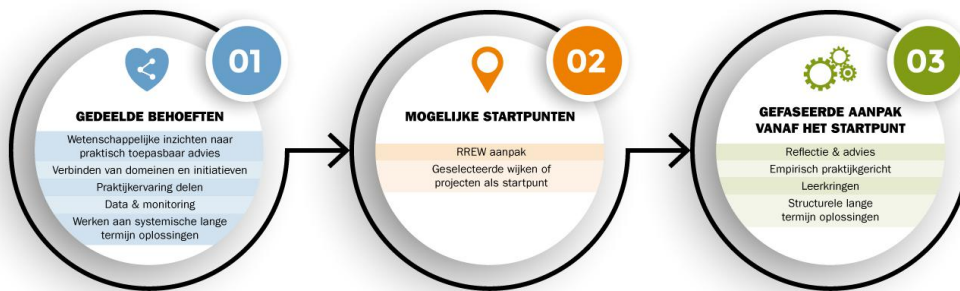 01
GEDEELDE BEHOEFTEN
Wetenschappelijke inzichten naar
praktisch toepasbaar advies
Verbinden van domeinen en initiatieven
Praktijkervaring delen
Data & monitoring
Werken aan systemische lange
termijn oplossingen
02
MOGELIJKE STARTPUNTEN
RREW aanpak
Geselecteerde wijken of
projecten als startpunt
03
GEFASEERDE AANPAK
VANAF HET STARTPUNT
Reflectie & advies
Empirisch praktijkgericht
Leerkringen
Structurele lange
termijn oplossingen